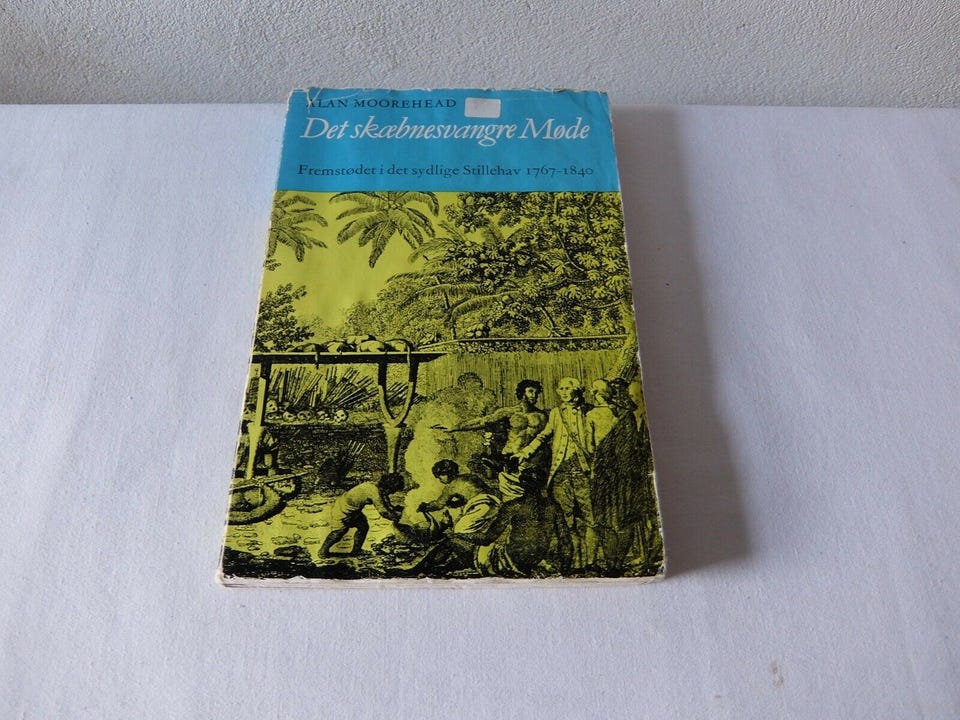 ALAN MOOREHEAD
Det skæbnesvangre Møde
Fremstødet i det sydlige Stillehav 1767–1840